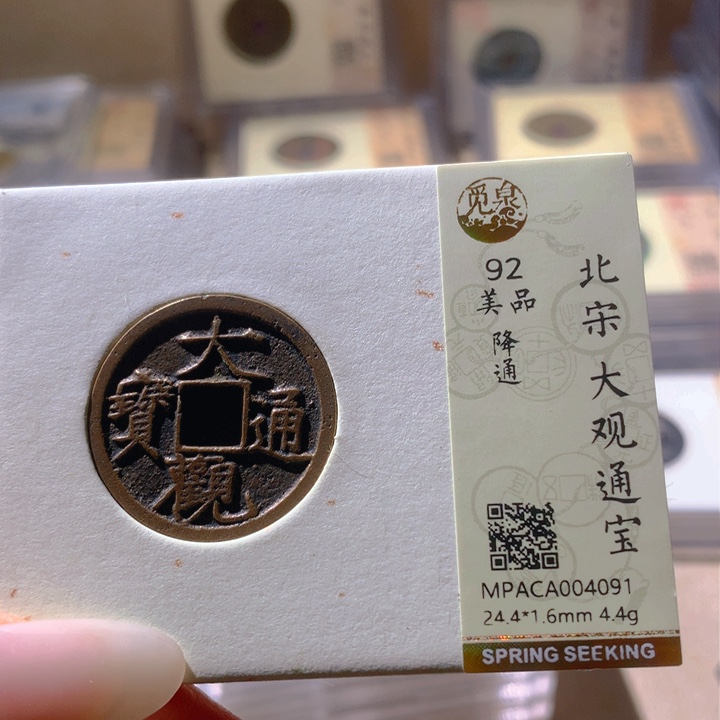 大
觀
通
寶
觅泉
92
美品
降通
北宋 大观通宝
MPACA004091
24.4*1.6mm 4.4g
SPRING SEEKING